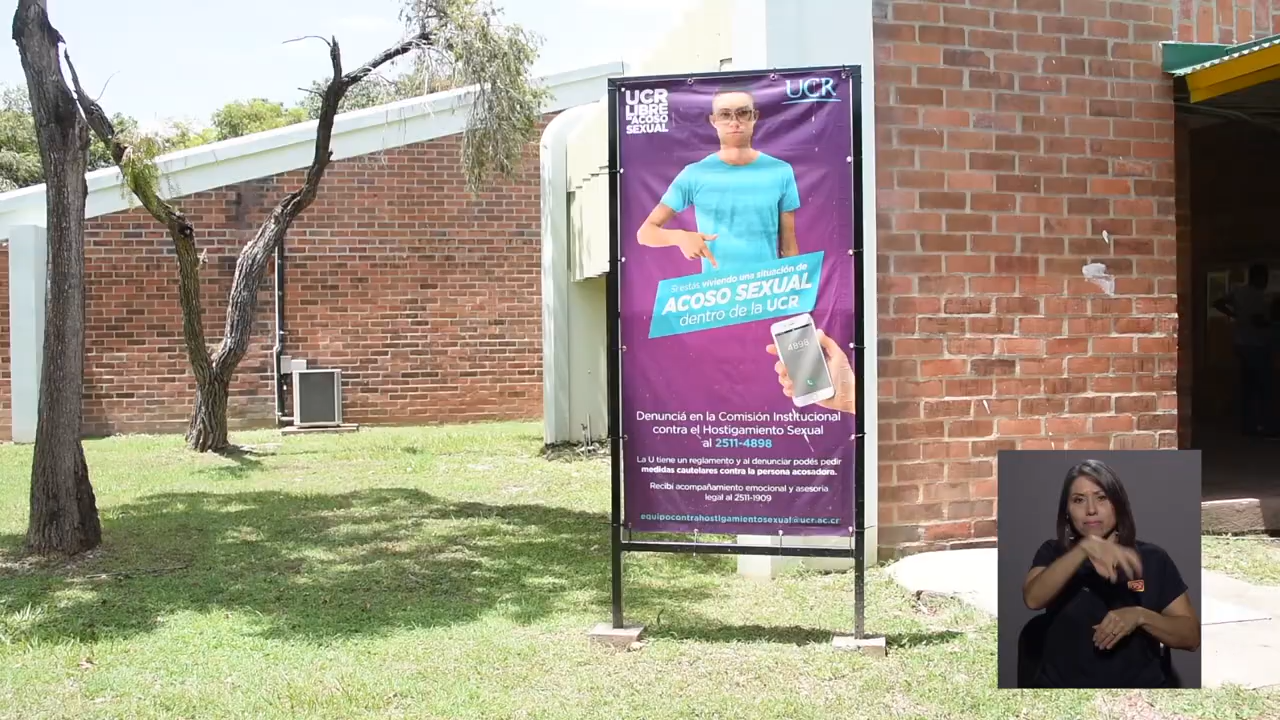 UCR
LIBRE
DE ACOSO
SEXUAL
UCR
Si estás viviendo una situación de
ACOSO SEXUAL
dentro de la UCR
4898
Denunciá en la Comisión Institucional
contra el Hostigamiento Sexual
al 2511-4898
La U tiene un reglamento y al denunciar podés pedir
medidas cautelares contra la persona acosadora.
Recibí acompañamiento emocional y asesoría
legal al 2511-1909
equipocontrahostigamientosexual@ucr.ac.cr